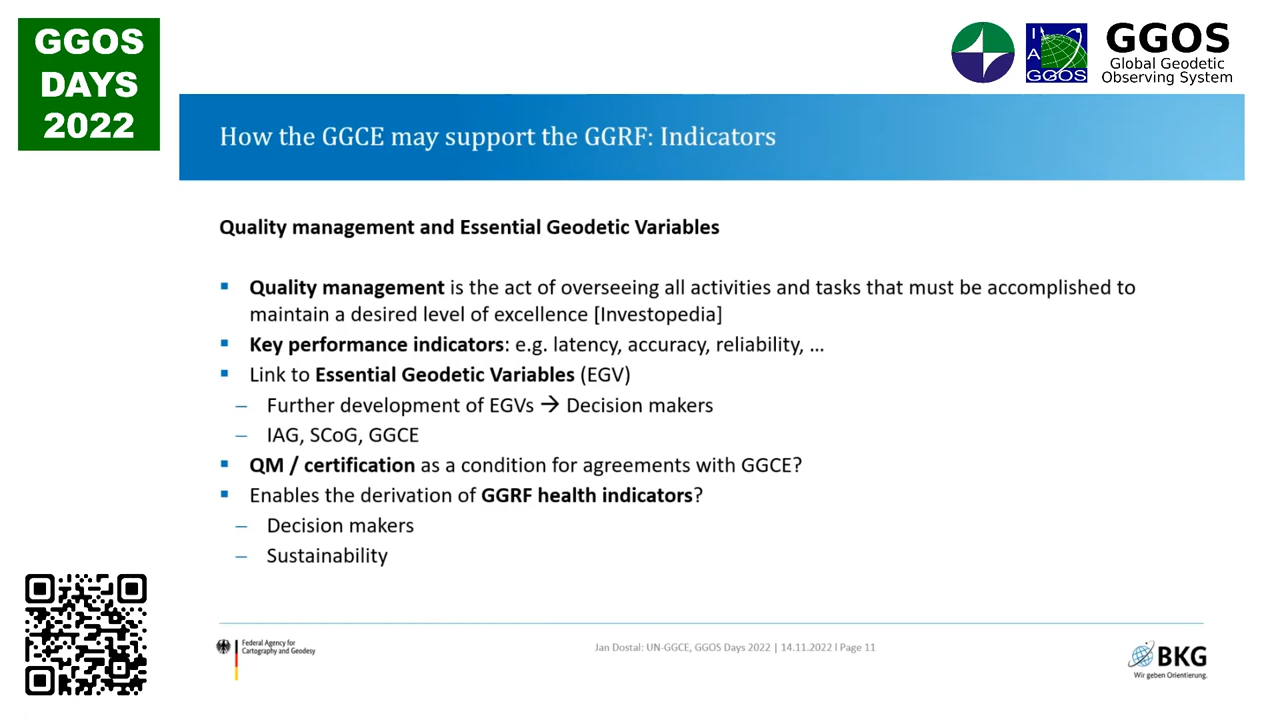 GGOS
DAYS
2022
I
A
G
GGOS
GGOS
Global Geodetic
Observing System
How the GGCE may support the GGRF: Indicators
Quality management and Essential Geodetic Variables
▪ Quality management is the act of overseeing all activities and tasks that must be accomplished to
maintain a desired level of excellence [Investopedia]
▪ Key performance indicators: e.g. latency, accuracy, reliability, ...
▪ Link to Essential Geodetic Variables (EGV)
– Further development of EGVs → Decision makers
– IAG, SCoG, GGCE
▪ QM / certification as a condition for agreements with GGCE?
▪ Enables the derivation of GGRF health indicators?
– Decision makers
– Sustainability
Federal Agency for
Cartography and Geodesy
Jan Dostal: UN-GGCE, GGOS Days 2022 | 14.11.2022 I Page 11
BKG
Wir geben Orientierung.